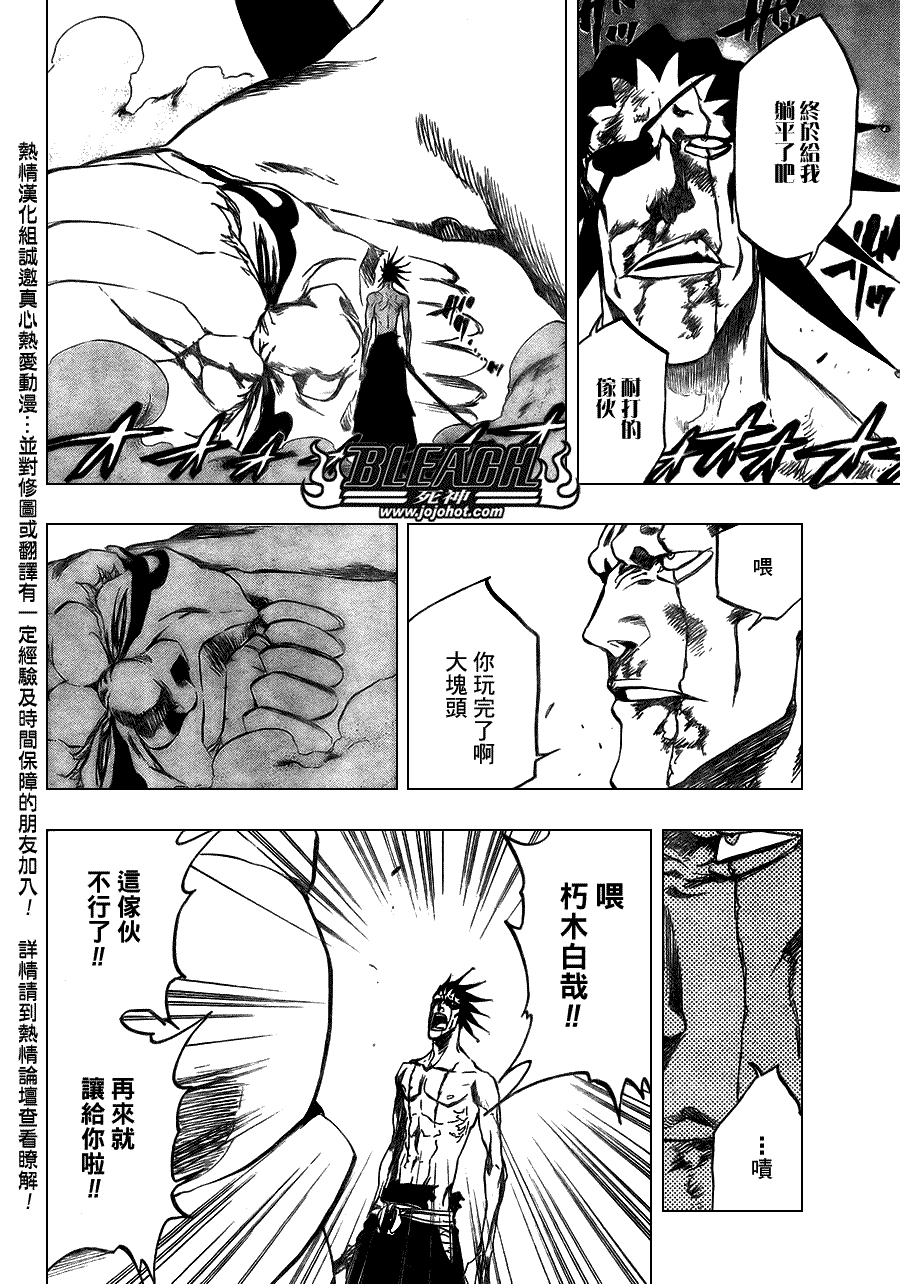 終於給我
躺平了吧
耐打的
傢伙
BLEACH
死神
www.jojohot.com
喂
你玩完了啊
大塊頭
…嘖
喂
朽木白哉!!
這傢伙
不行了!!
再來就
讓給你啦!!
熱情漢化組誠邀真心熱愛動漫…並對修圖或翻譯有一定經驗及時間保障的朋友加入！ 詳情請到熱情論壇查看瞭解！